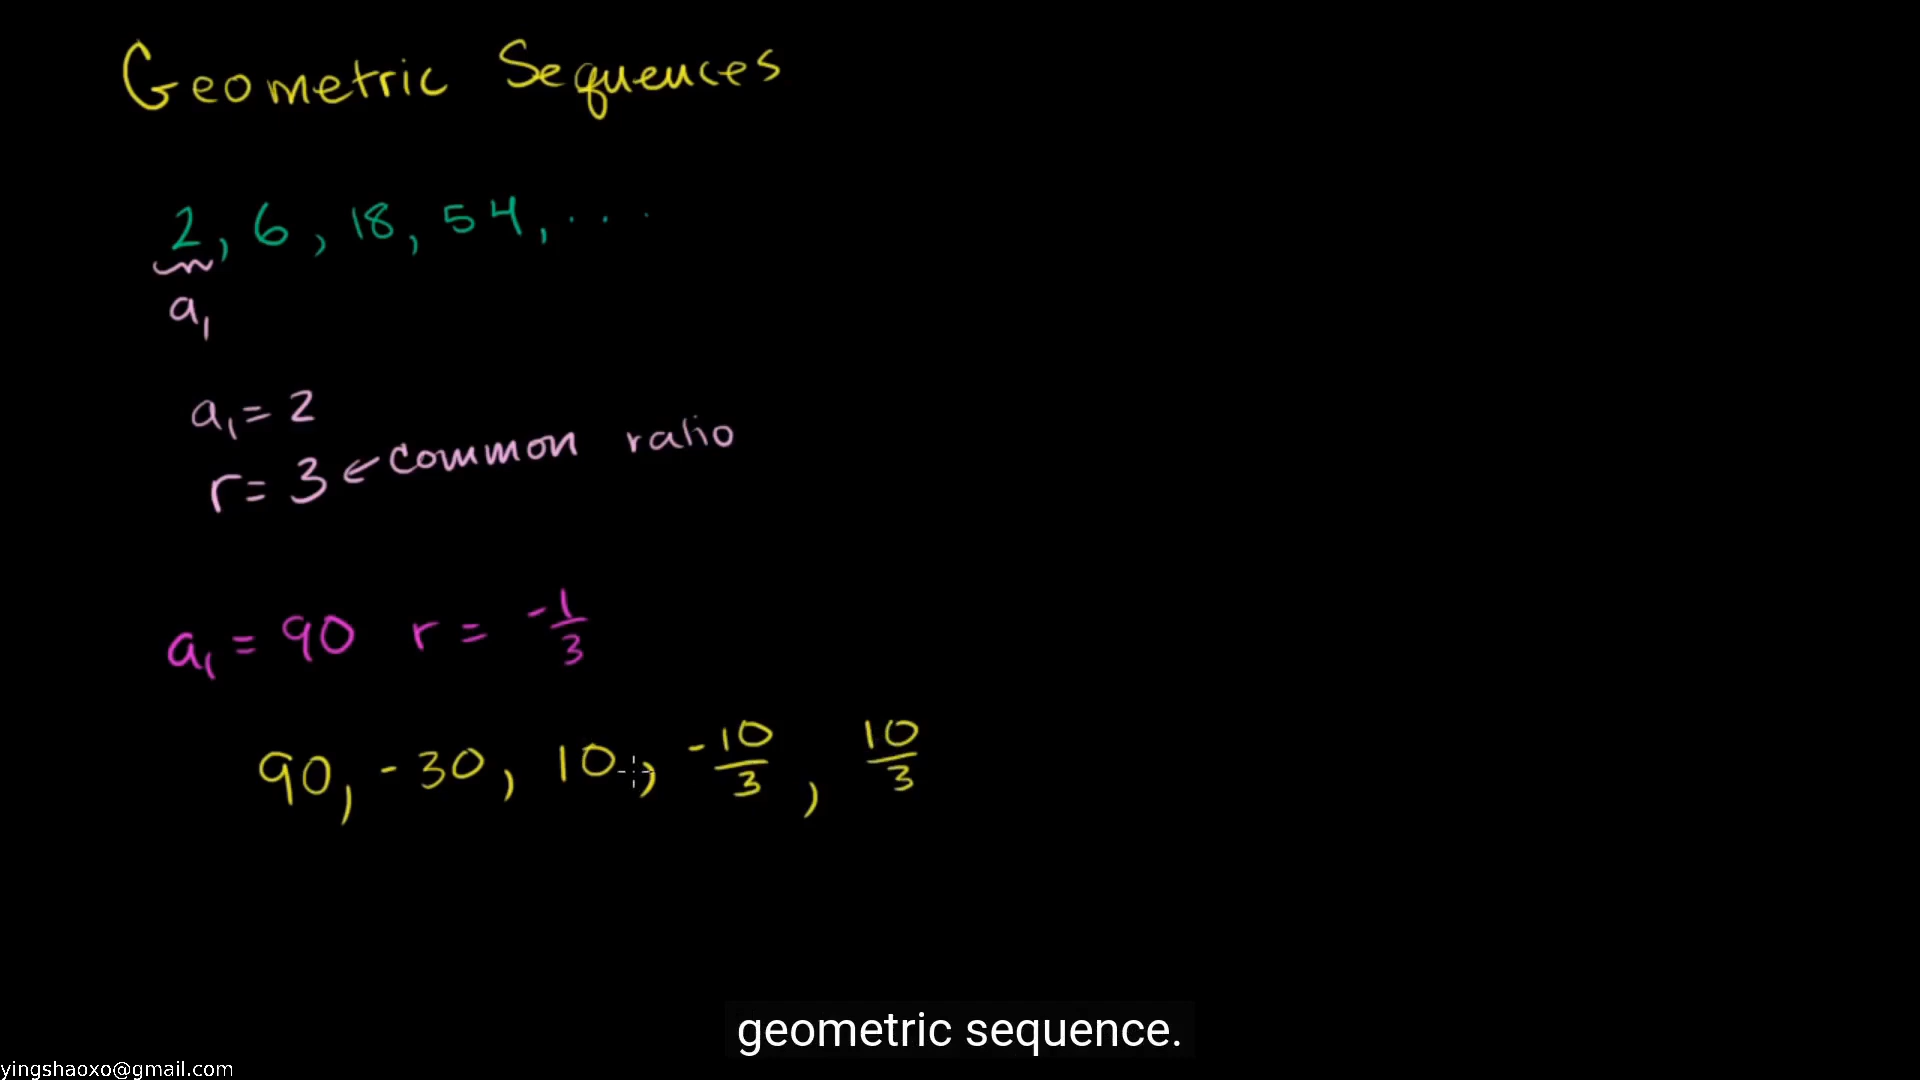 Geometric Sequences
2, 6, 18, 54, ...
a₁
a₁ = 2
r = 3 ← common ratio
a₁ = 90 r = -1/3
90, -30, 10, -10/3, 10/3
geometric sequence.
yingshaoxo@gmail.com